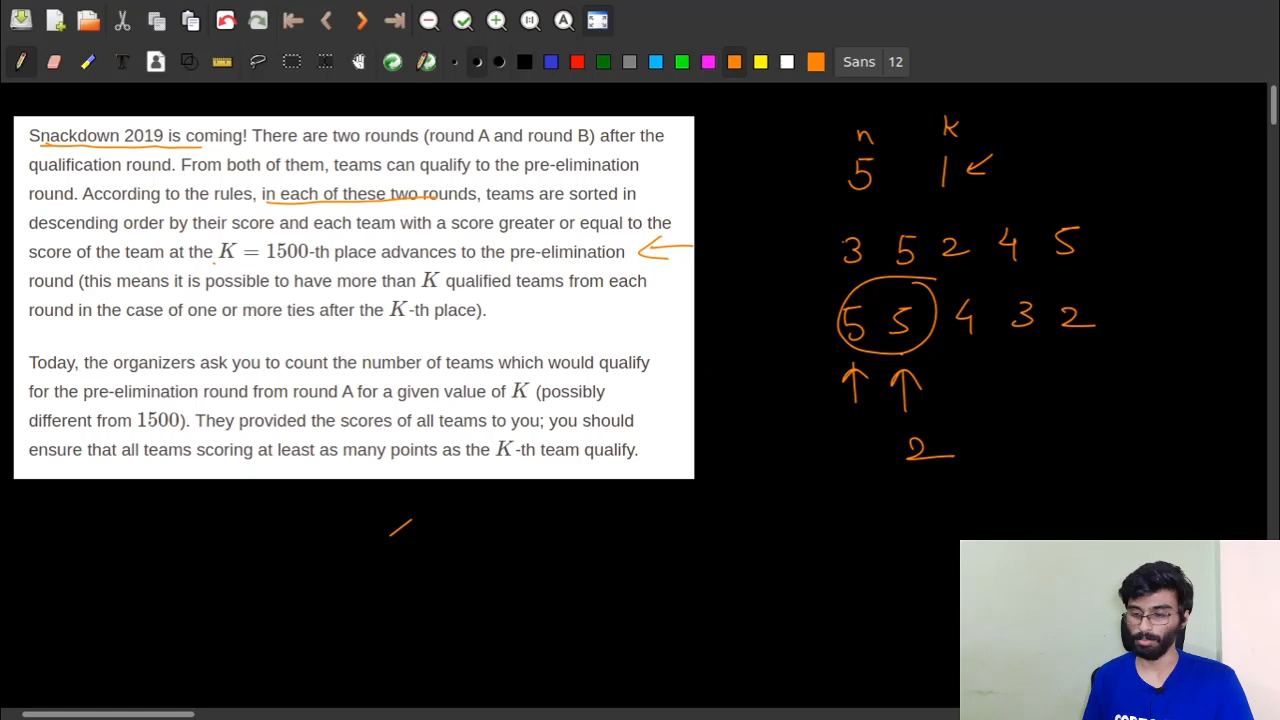 Sans 12
Snackdown 2019 is coming! There are two rounds (round A and round B) after the
qualification round. From both of them, teams can qualify to the pre-elimination
round. According to the rules, in each of these two rounds, teams are sorted in
descending order by their score and each team with a score greater or equal to the
score of the team at the K = 1500-th place advances to the pre-elimination
round (this means it is possible to have more than K qualified teams from each
round in the case of one or more ties after the K-th place).
Today, the organizers ask you to count the number of teams which would qualify
for the pre-elimination round from round A for a given value of K (possibly
different from 1500). They provided the scores of all teams to you; you should
ensure that all teams scoring at least as many points as the K-th team qualify.
n k
5 1
3 5 2 4 5
5 5 4 3 2
2